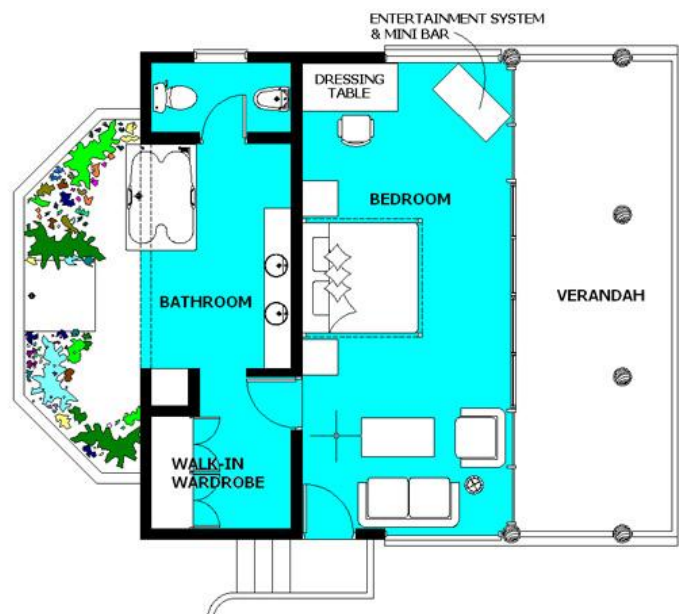 ENTERTAINMENT SYSTEM
& MINI BAR
DRESSING
TABLE
BEDROOM
BATHROOM
VERANDAH
WALK-IN
WARDROBE